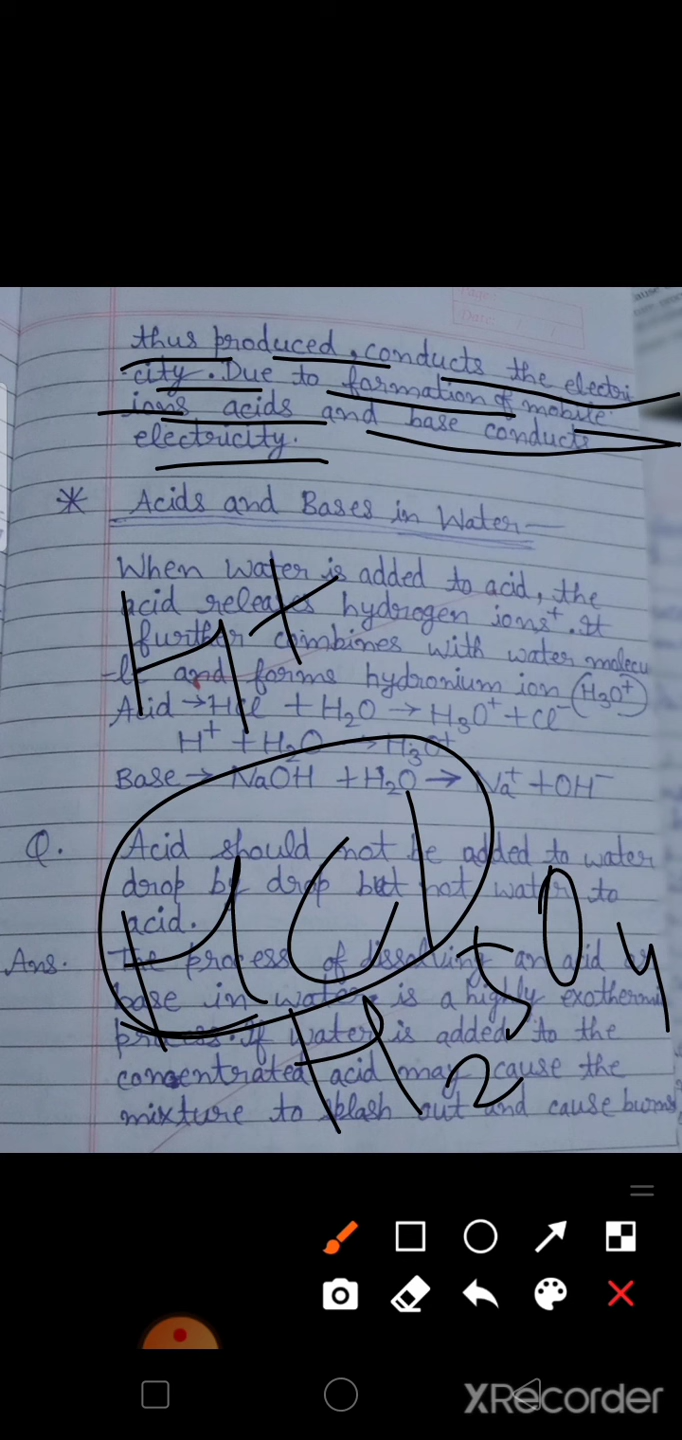 thus produced, conducts the electri
city. Due to formation of mobile
ions acids and base conducts
electricity.
* Acids and Bases in Water—
When water is added to acid, the
acid releases hydrogen ions⁺. It
further combines with water molecu
-le and forms hydronium ion (H₃O⁺)
Acid → HCl + H₂O → H₃O⁺ + Cl⁻
H⁺ + H₂O → H₃O⁺
Base → NaOH + H₂O → Na⁺ + OH⁻
Q. Acid should not be added to water
drop by drop but not water to
acid.
Ans. The process of dissolving an acid or
base in water is a highly exothermi
process. If water is added to the
concentrated acid may cause the
mixture to splash out and cause burns
H⁺
HCl
H₂SO₄
XRecorder